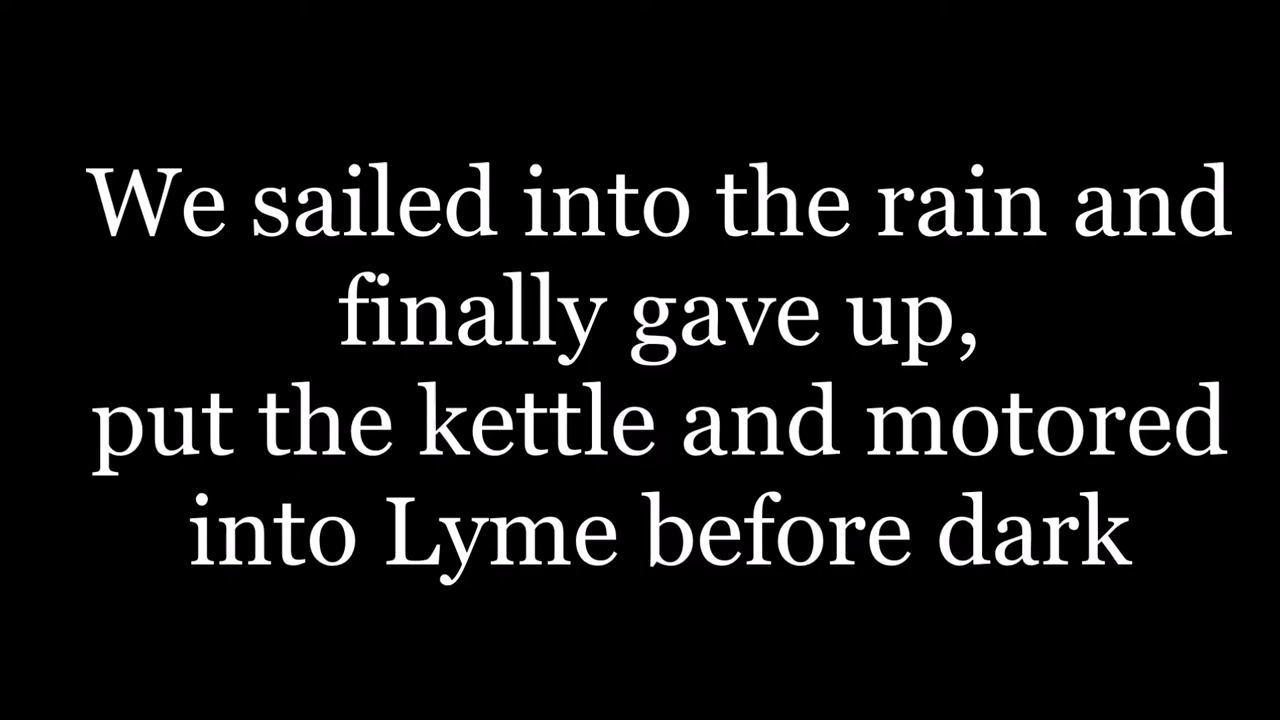 We sailed into the rain and
finally gave up,
put the kettle and motored
into Lyme before dark